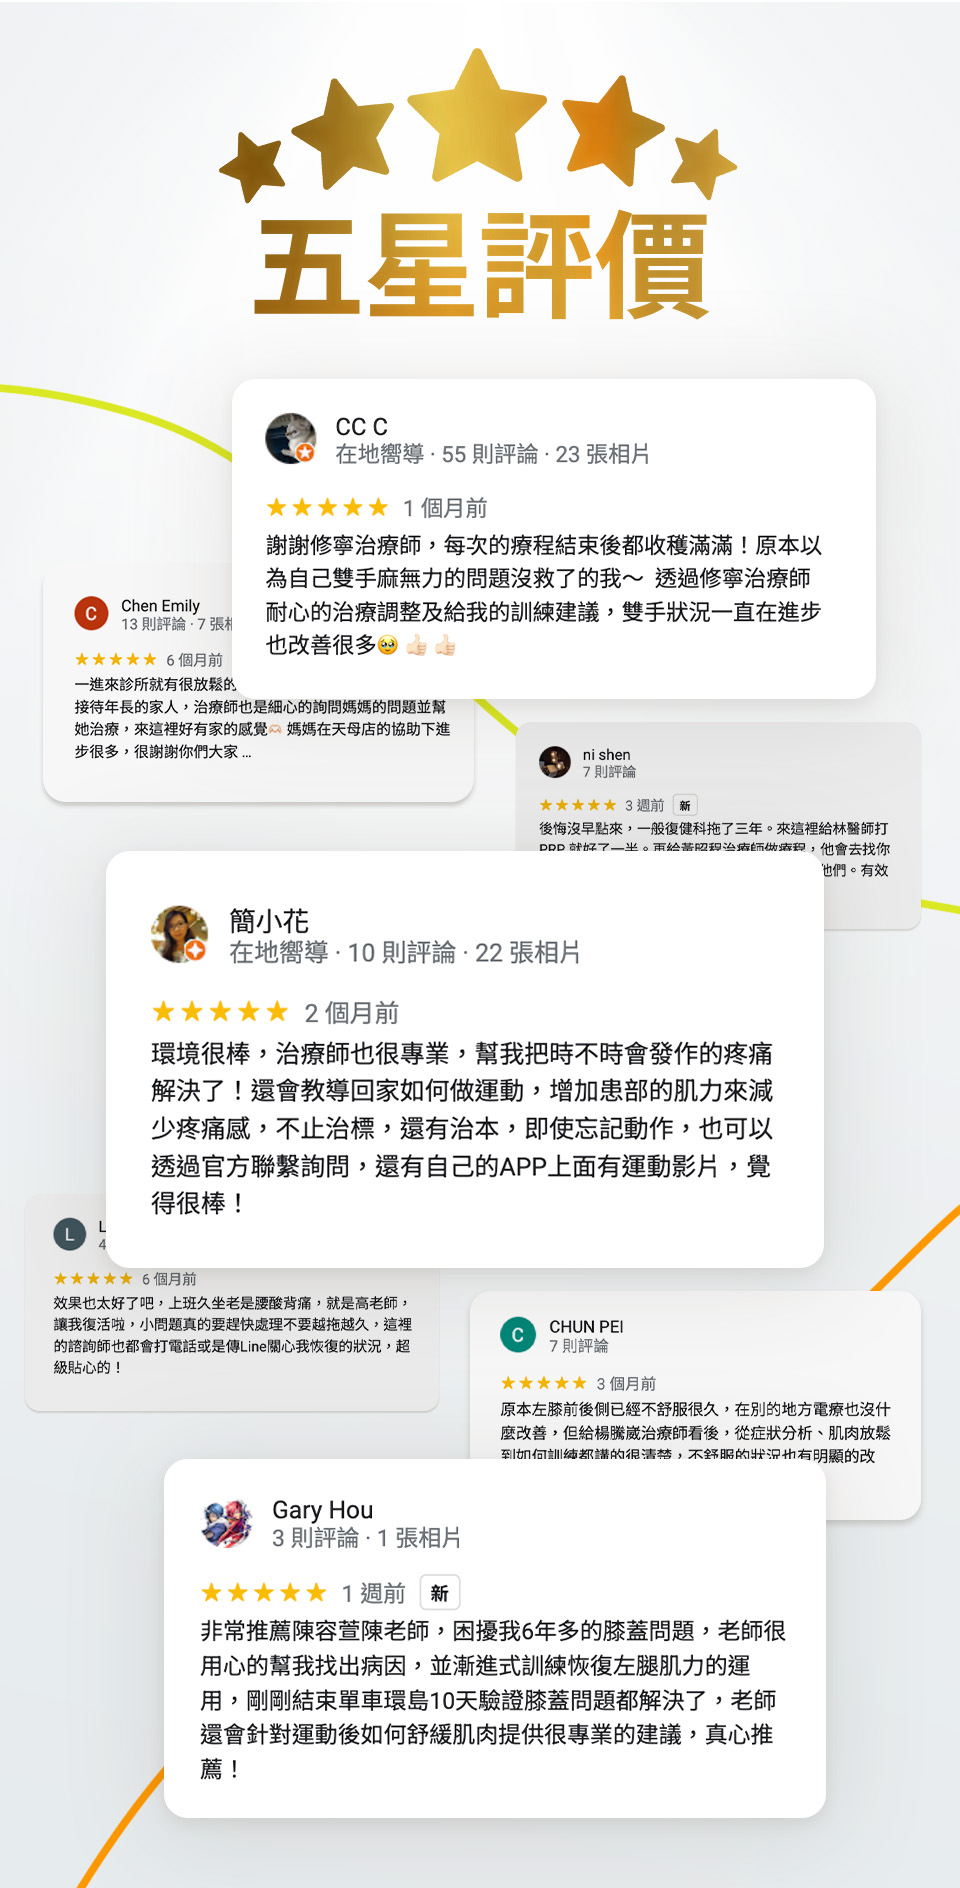 五星評價
CC C
在地嚮導 · 55 則評論 · 23 張相片
1 個月前
謝謝修寧治療師，每次的療程結束後都收穫滿滿！原本以
為自己雙手麻無力的問題沒救了的我～ 透過修寧治療師
耐心的治療調整及給我的訓練建議，雙手狀況一直在進步
也改善很多🥹👍🏻👍🏻
C
Chen Emily
13 則評論 · 7 張
6 個月前
一進來診所就有很放鬆的
接待年長的家人，治療師也是細心的詢問媽媽的問題並幫
她治療，來這裡好有家的感覺🫶🏻 媽媽在天母店的協助下進
步很多，很謝謝你們大家 ...
ni shen
7 則評論
3 週前 新
後悔沒早點來，一般復健科拖了三年。來這裡給林醫師打
PRP 就好了一半。再給黃昭程治療師做療程，他會去找你
他們。有效
簡小花
在地嚮導 · 10 則評論 · 22 張相片
2 個月前
環境很棒，治療師也很專業，幫我把時不時會發作的疼痛
解決了！還會教導回家如何做運動，增加患部的肌力來減
少疼痛感，不止治標，還有治本，即使忘記動作，也可以
透過官方聯繫詢問，還有自己的APP上面有運動影片，覺
得很棒！
L
L
4
6 個月前
效果也太好了吧，上班久坐老是腰酸背痛，就是高老師，
讓我復活啦，小問題真的要趕快處理不要越拖越久，這裡
的諮詢師也都會打電話或是傳Line關心我恢復的狀況，超
級貼心的！
C
CHUN PEI
7 則評論
3 個月前
原本左膝前後側已經不舒服很久，在別的地方電療也沒什
麼改善，但給楊騰崴治療師看後，從症狀分析、肌肉放鬆
到如何訓練都講的很清楚，不舒服的狀況也有明顯的改
Gary Hou
3 則評論 · 1 張相片
1 週前 新
非常推薦陳容萱陳老師，困擾我6年多的膝蓋問題，老師很
用心的幫我找出病因，並漸進式訓練恢復左腿肌力的運
用，剛剛結束單車環島10天驗證膝蓋問題都解決了，老師
還會針對運動後如何舒緩肌肉提供很專業的建議，真心推
薦！